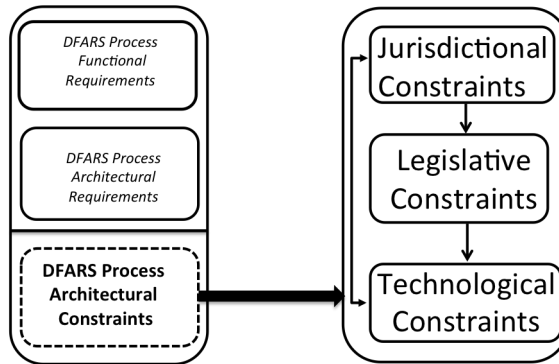 DFARS Process
Functional
Requirements
DFARS Process
Architectural
Requirements
DFARS Process
Architectural
Constraints
Jurisdictional
Constraints
Legislative
Constraints
Technological
Constraints